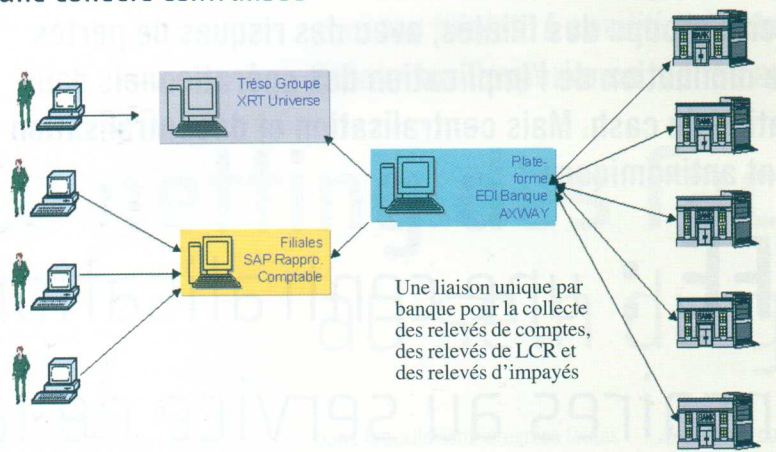 Tréso Groupe
XRT Universe
Plate-
forme
EDI Banque
AXWAY
Filiales
SAP Rappro.
Comptable
Une liaison unique par
banque pour la collecte
des relevés de comptes,
des relevés de LCR et
des relevés d'impayés